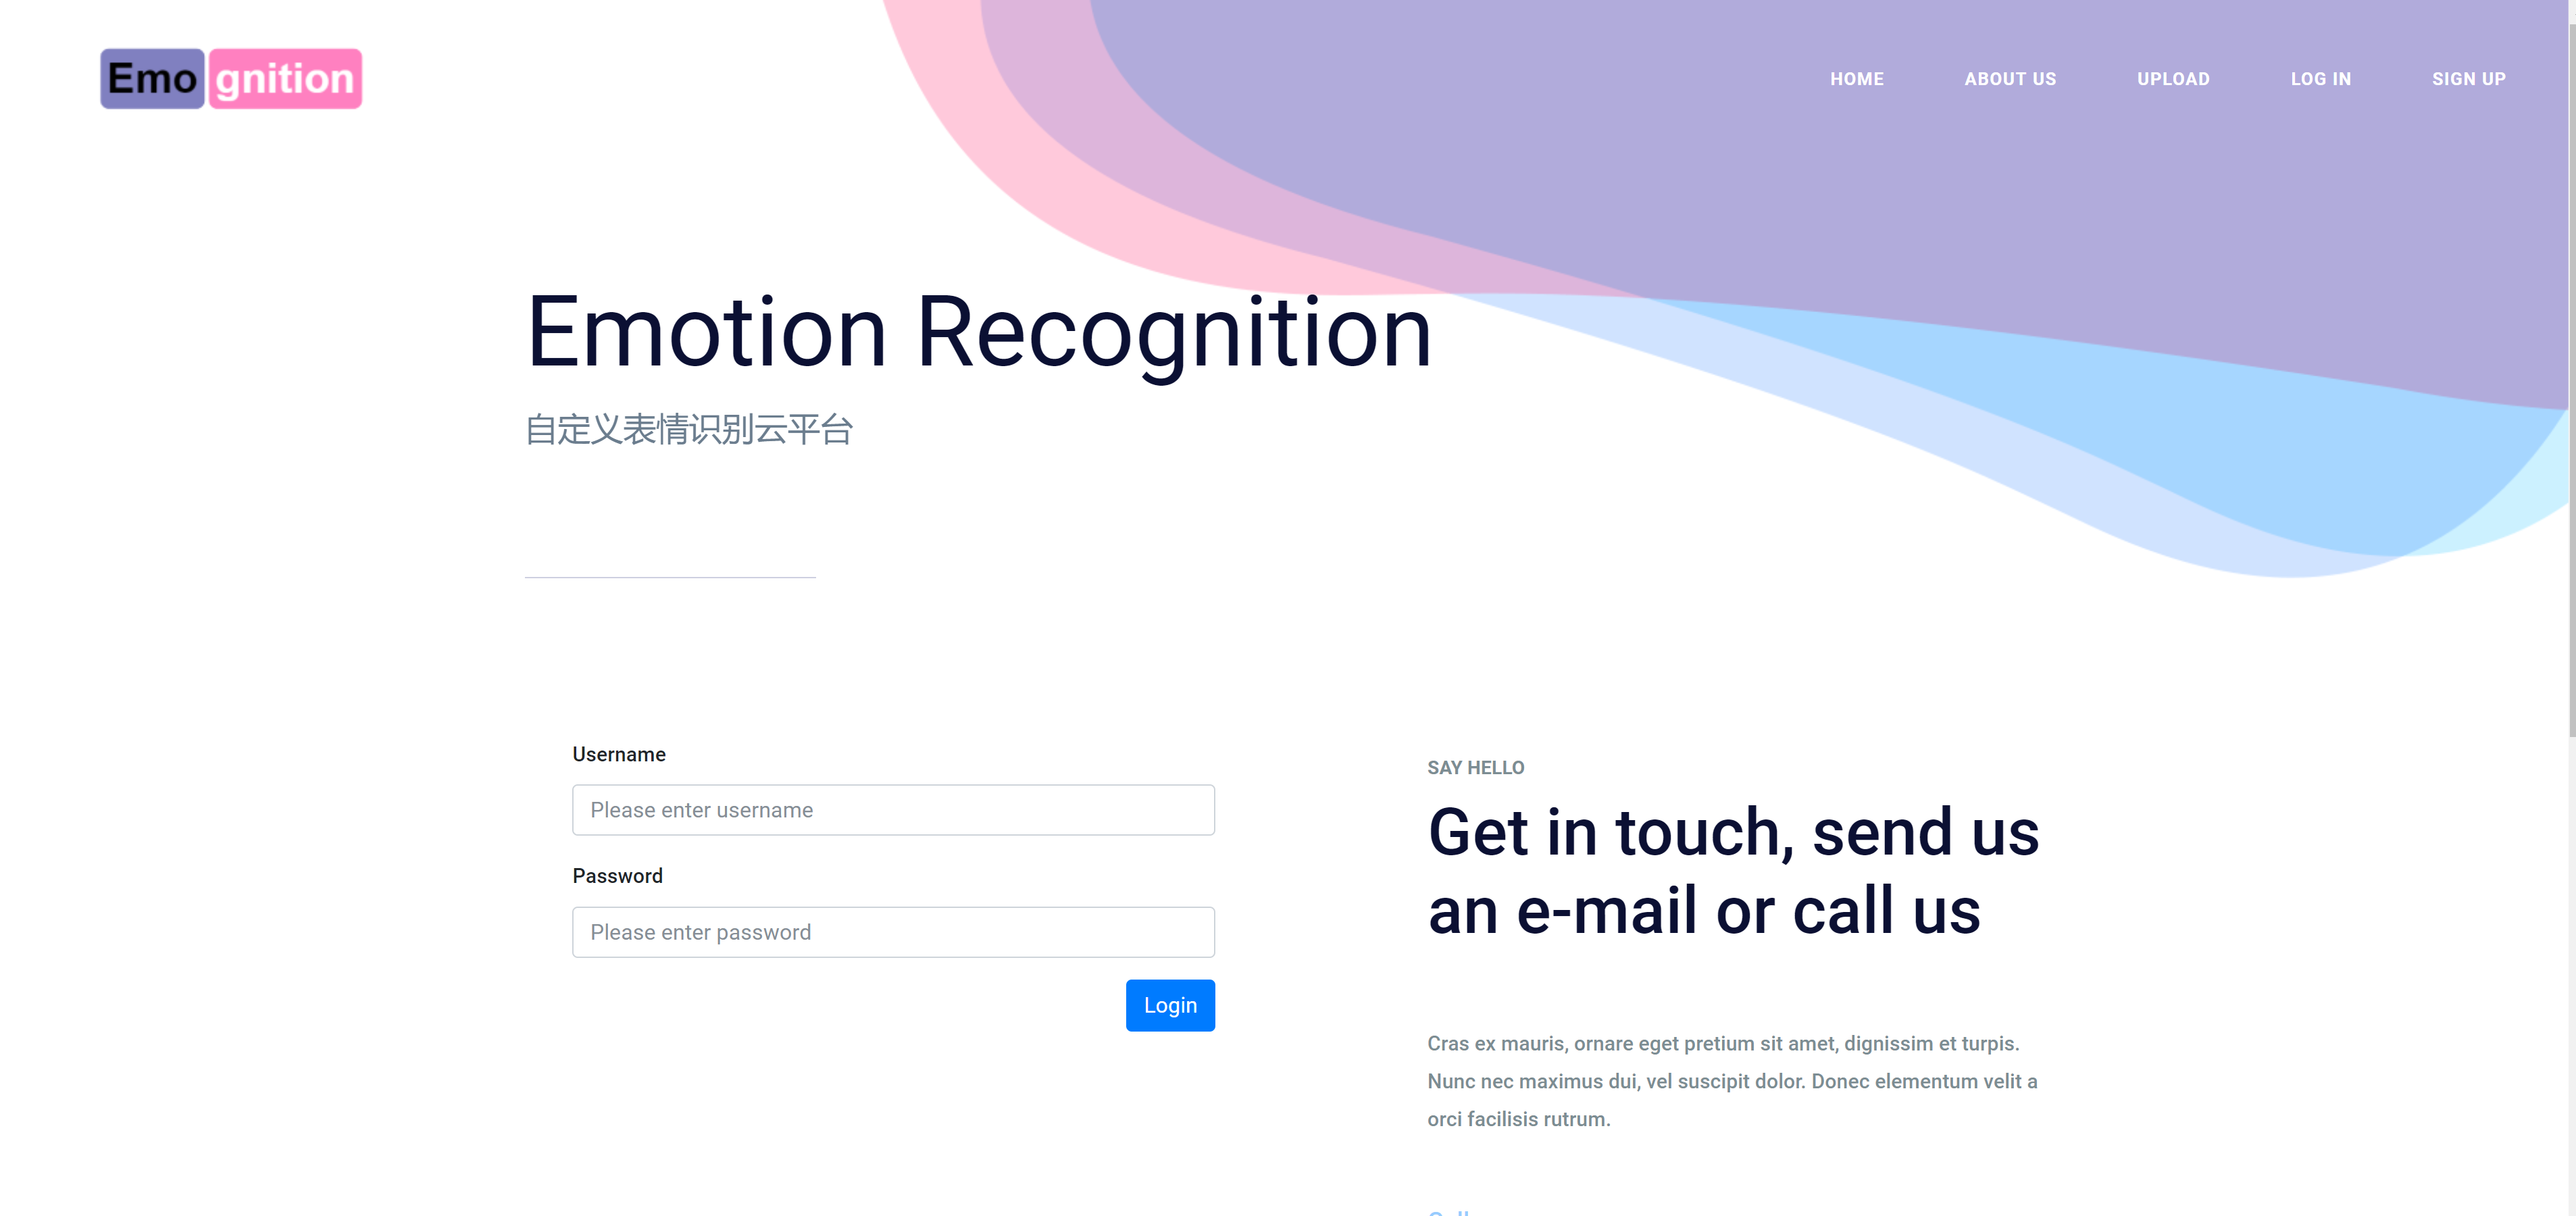 Emo gnition
HOME ABOUT US UPLOAD LOG IN SIGN UP
Emotion Recognition
自定义表情识别云平台
Username
Please enter username
Password
Please enter password
Login
SAY HELLO
Get in touch, send us
an e-mail or call us
Cras ex mauris, ornare eget pretium sit amet, dignissim et turpis.
Nunc nec maximus dui, vel suscipit dolor. Donec elementum velit a
orci facilisis rutrum.